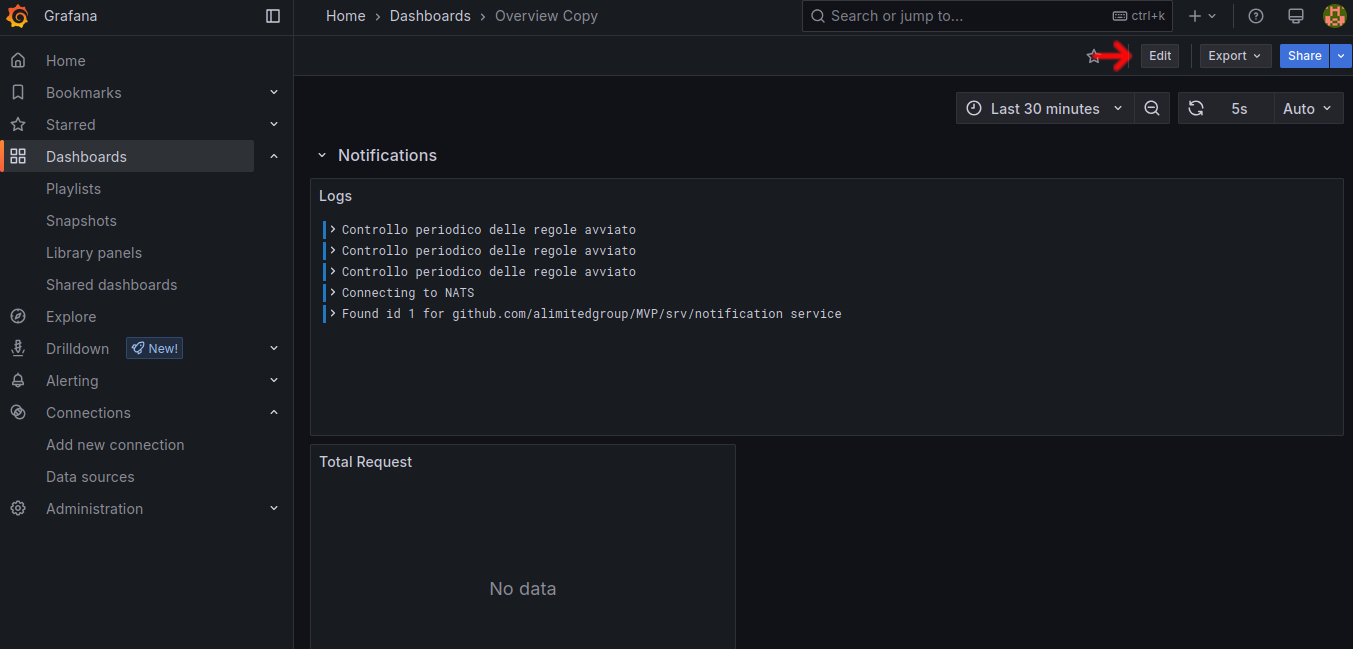 Grafana
Home › Dashboards › Overview Copy
Search or jump to... ctrl+k
Edit Export Share
Home
Bookmarks
Starred
Dashboards
Playlists
Snapshots
Library panels
Shared dashboards
Explore
Drilldown New!
Alerting
Connections
Add new connection
Data sources
Administration
Last 30 minutes 5s Auto
Notifications
Logs
Controllo periodico delle regole avviato
Controllo periodico delle regole avviato
Controllo periodico delle regole avviato
Connecting to NATS
Found id 1 for github.com/alimitedgroup/MVP/srv/notification service
Total Request
No data